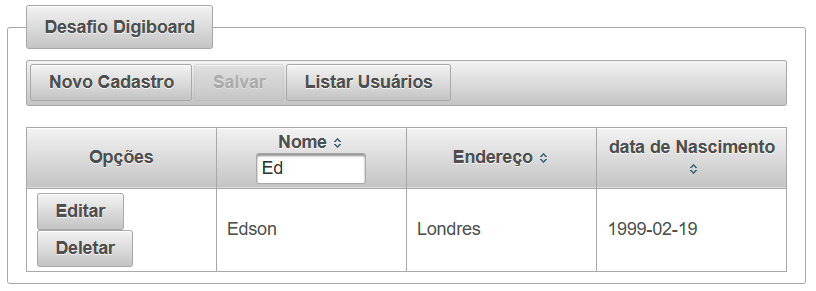 Desafio Digiboard
Novo Cadastro Salvar Listar Usuários
Opções Nome Endereço data de Nascimento
Ed
Editar
Deletar
Edson Londres 1999-02-19